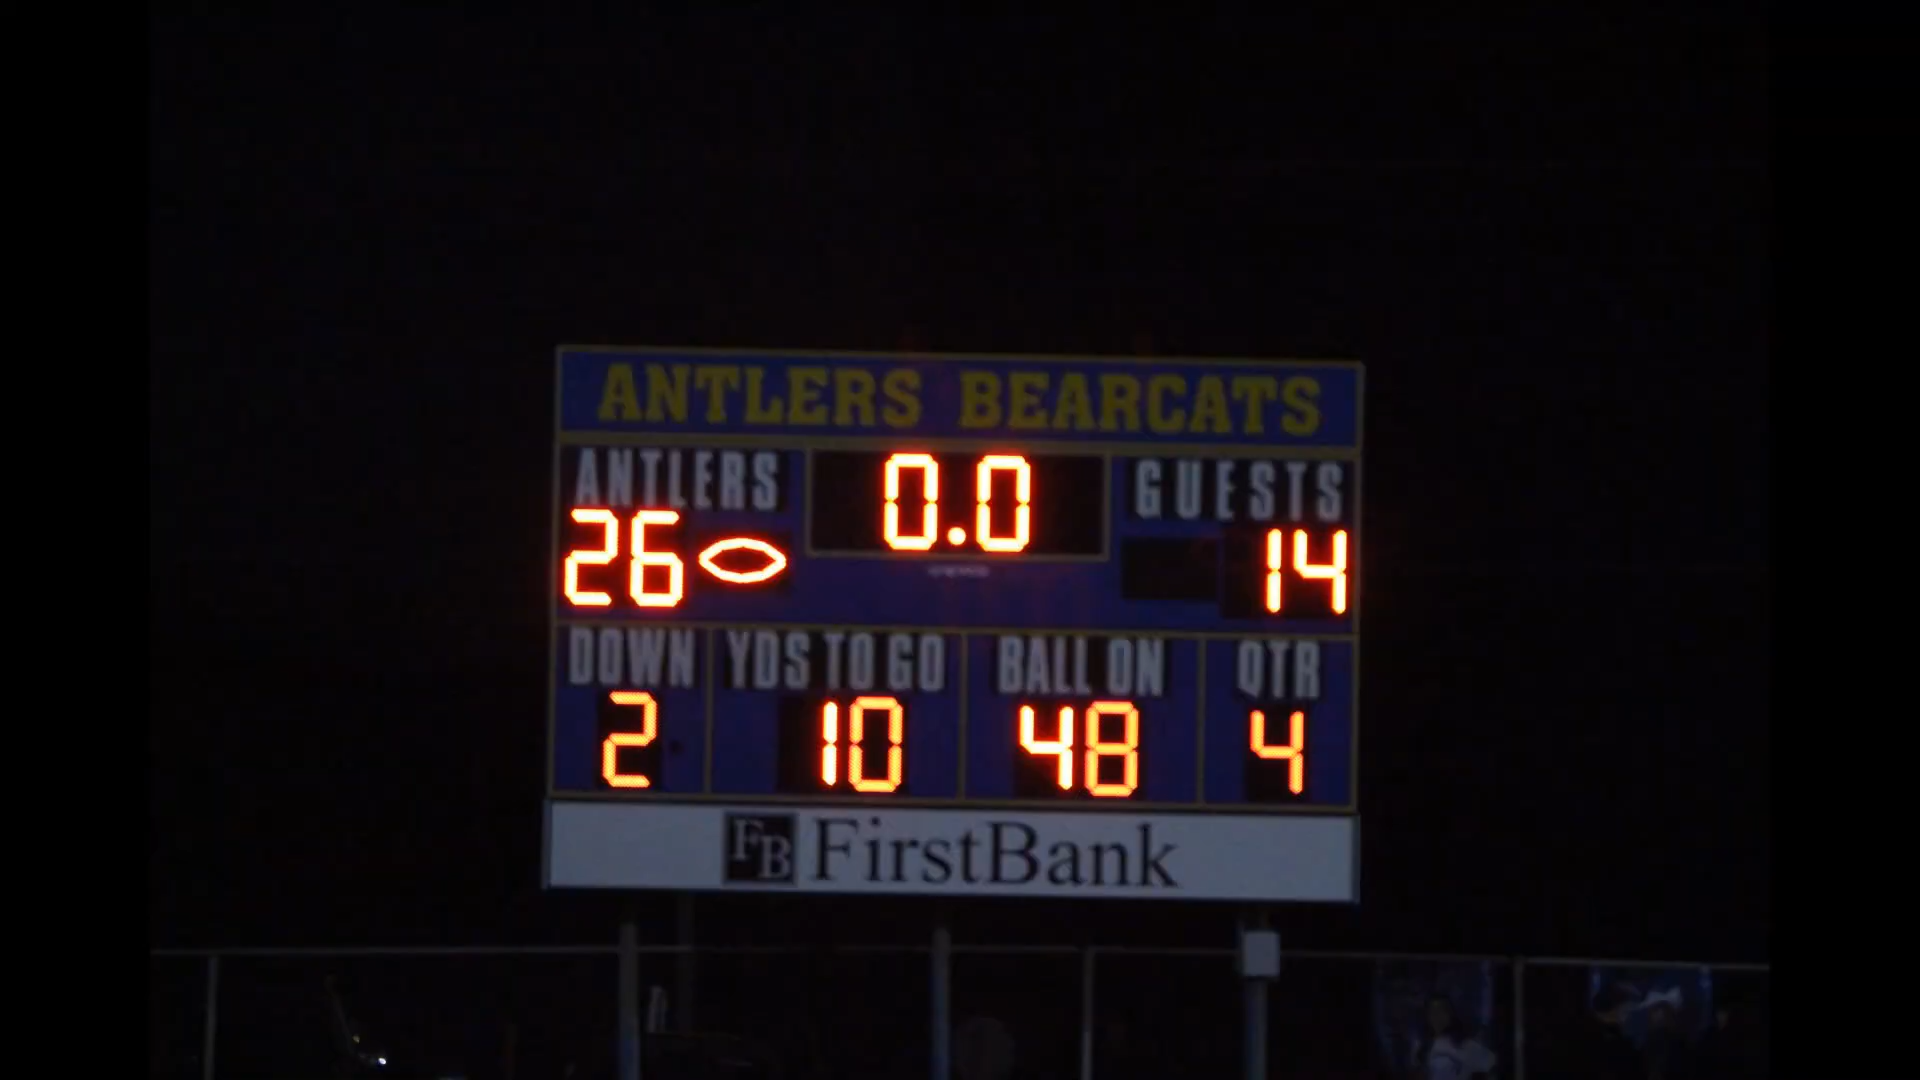 ANTLERS BEARCATS
ANTLERS 0.0 GUESTS
26 14
DOWN YDS TO GO BALL ON QTR
2 10 48 4
FB FirstBank